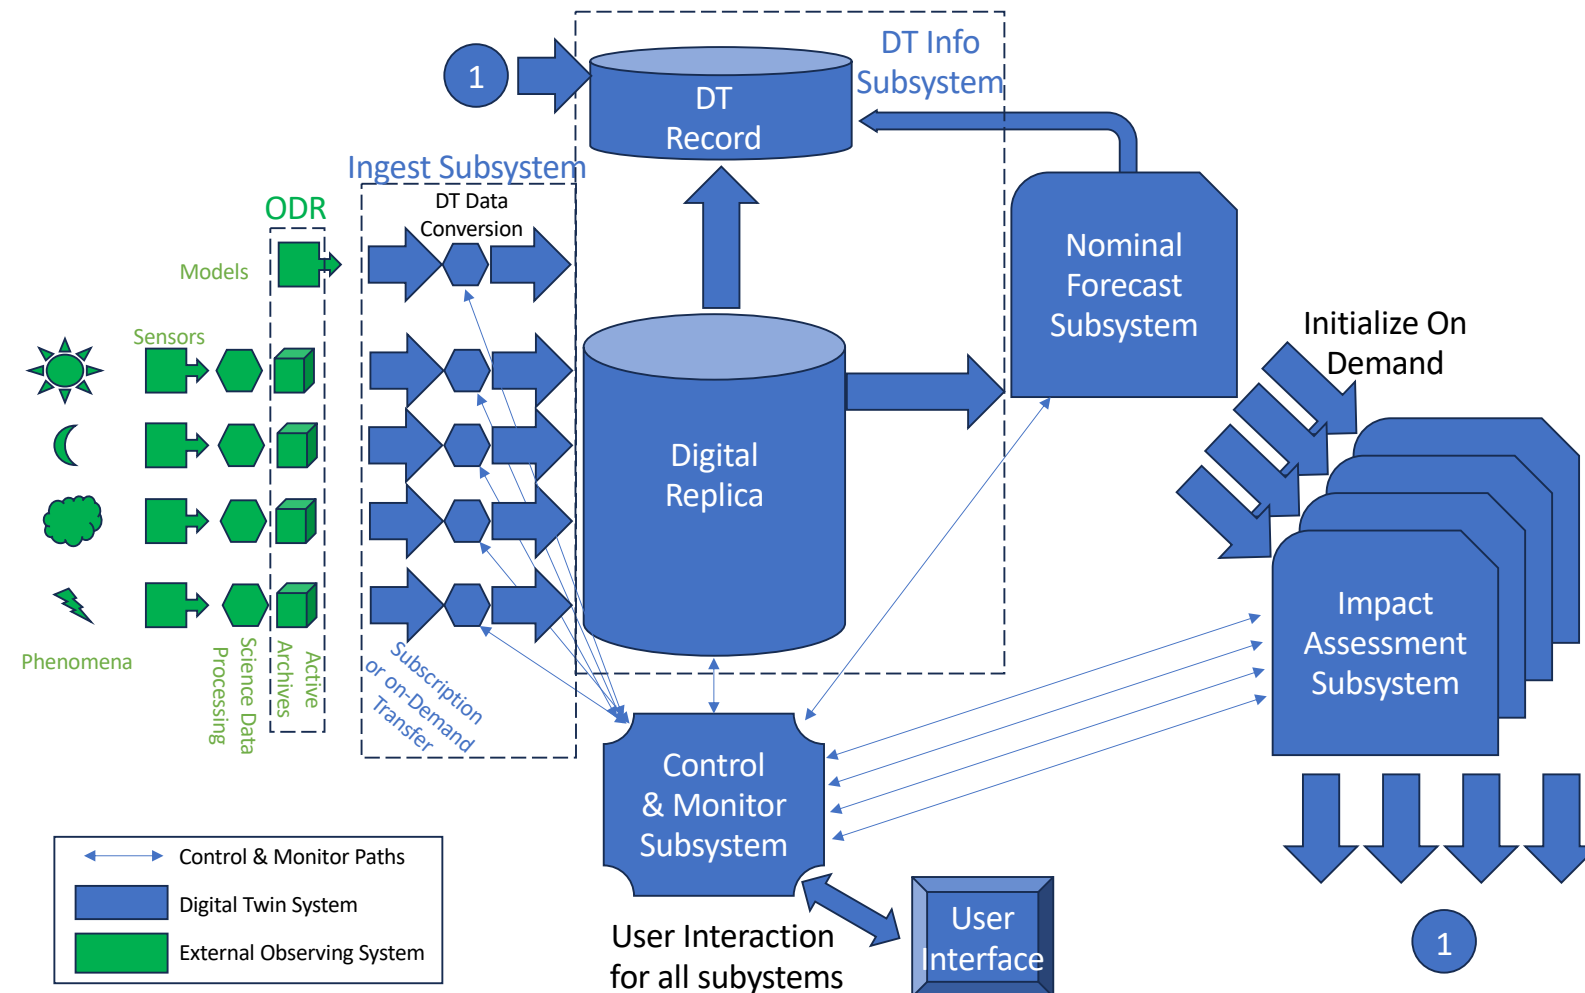 1
DT Info
Subsystem
DT
Record
Ingest Subsystem
DT Data
Conversion
ODR
Models
Sensors
Nominal
Forecast
Subsystem
Initialize On
Demand
Digital
Replica
Phenomena
Science Data
Processing
Active
Archives
Subscription
or on-Demand
Transfer
Impact
Assessment
Subsystem
Control
& Monitor
Subsystem
Control & Monitor Paths
Digital Twin System
External Observing System
User Interaction
for all subystems
User
Interface
1